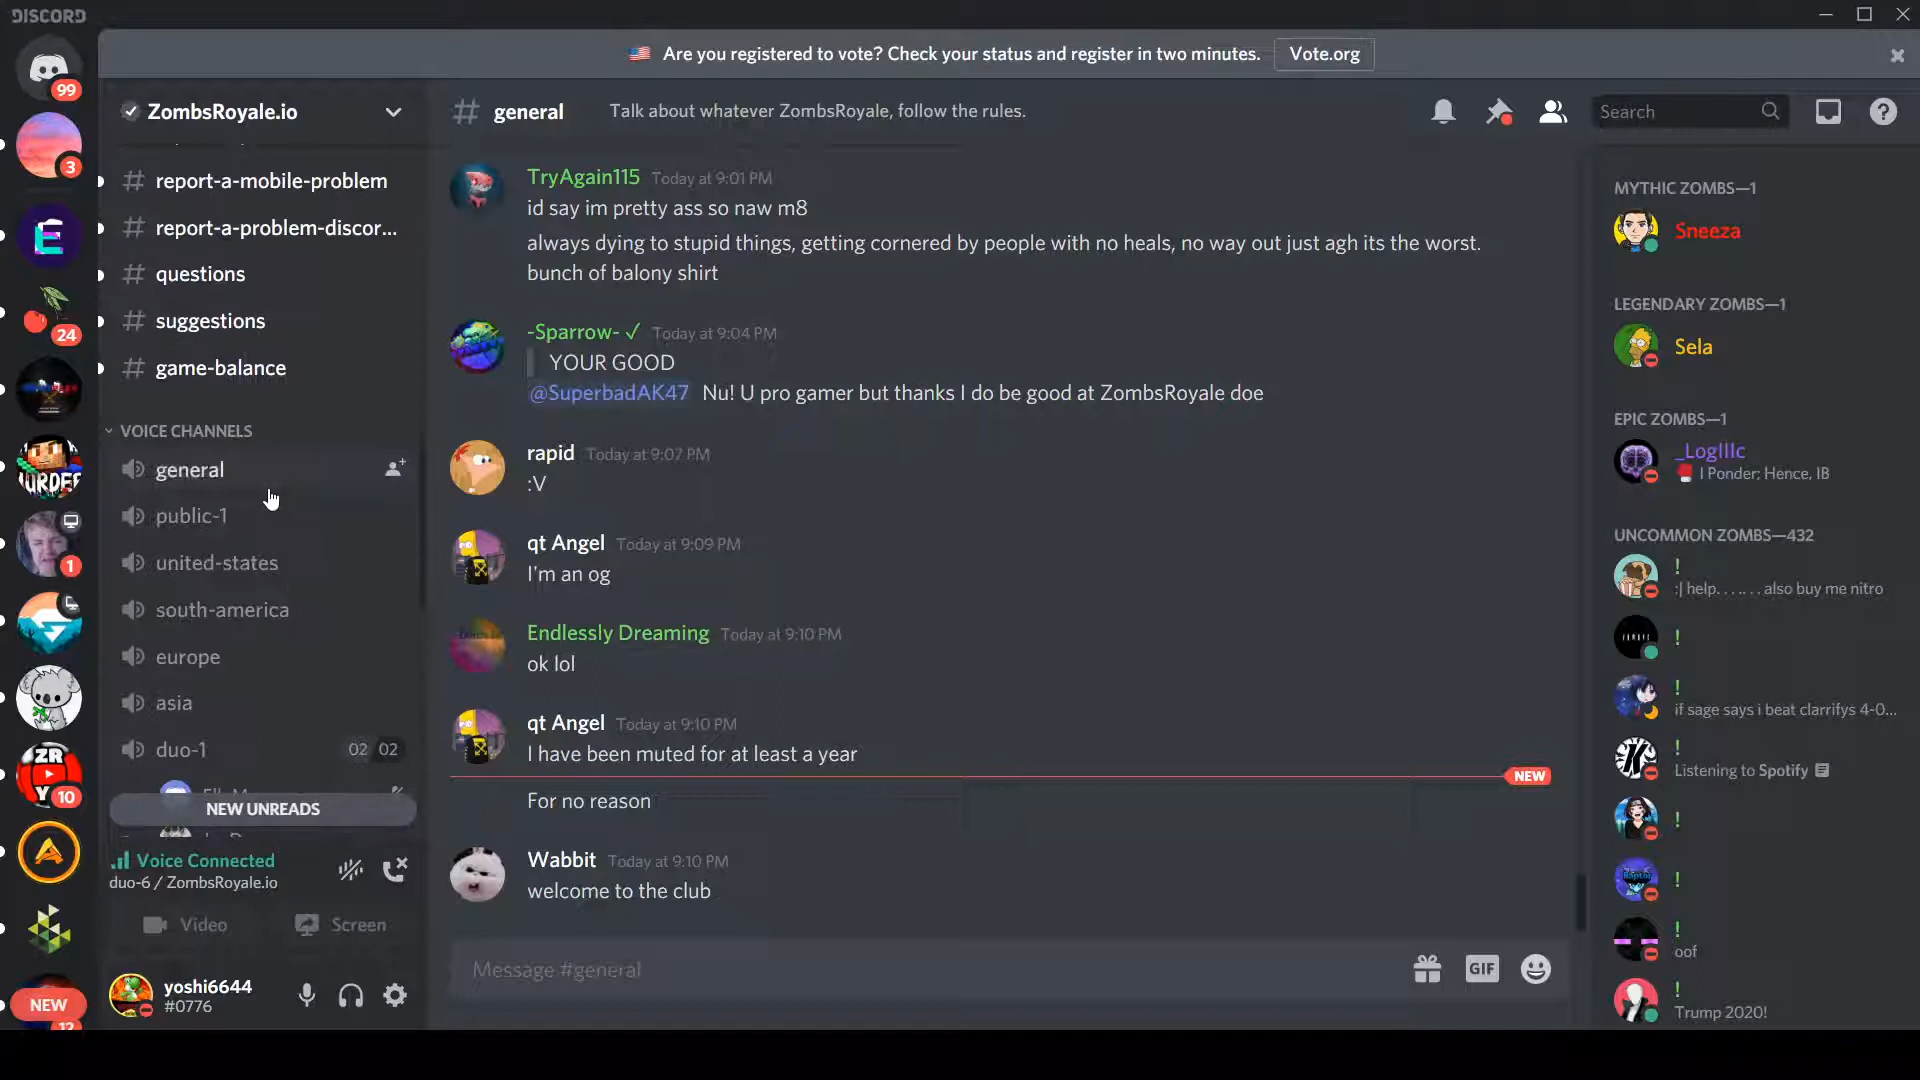 DISCORD
Are you registered to vote? Check your status and register in two minutes. Vote.org
99
ZombsRoyale.io
# general Talk about whatever ZombsRoyale, follow the rules.
Search
3
# report-a-mobile-problem
# report-a-problem-discor...
# questions
# suggestions
# game-balance
VOICE CHANNELS
general
public-1
united-states
south-america
europe
asia
duo-1 02 02
NEW UNREADS
Voice Connected
duo-6 / ZombsRoyale.io
Video Screen
yoshi6644
#0776
E
24
1
ZR
Y
10
NEW
12
TryAgain115 Today at 9:01 PM
id say im pretty ass so naw m8
always dying to stupid things, getting cornered by people with no heals, no way out just agh its the worst.
bunch of balony shirt
-Sparrow- ✓ Today at 9:04 PM
YOUR GOOD
@SuperbadAK47 Nu! U pro gamer but thanks I do be good at ZombsRoyale doe
rapid Today at 9:07 PM
:V
qt Angel Today at 9:09 PM
I'm an og
Endlessly Dreaming Today at 9:10 PM
ok lol
qt Angel Today at 9:10 PM
I have been muted for at least a year
NEW
For no reason
Wabbit Today at 9:10 PM
welcome to the club
Message #general
GIF
MYTHIC ZOMBS—1
Sneeza
LEGENDARY ZOMBS—1
Sela
EPIC ZOMBS—1
_LogIllc
I Ponder; Hence, IB
UNCOMMON ZOMBS—432
!
:| help. . . . . . . also buy me nitro
!
!
if sage says i beat clarrifys 4-0...
!
Listening to Spotify
!
!
!
oof
!
Trump 2020!